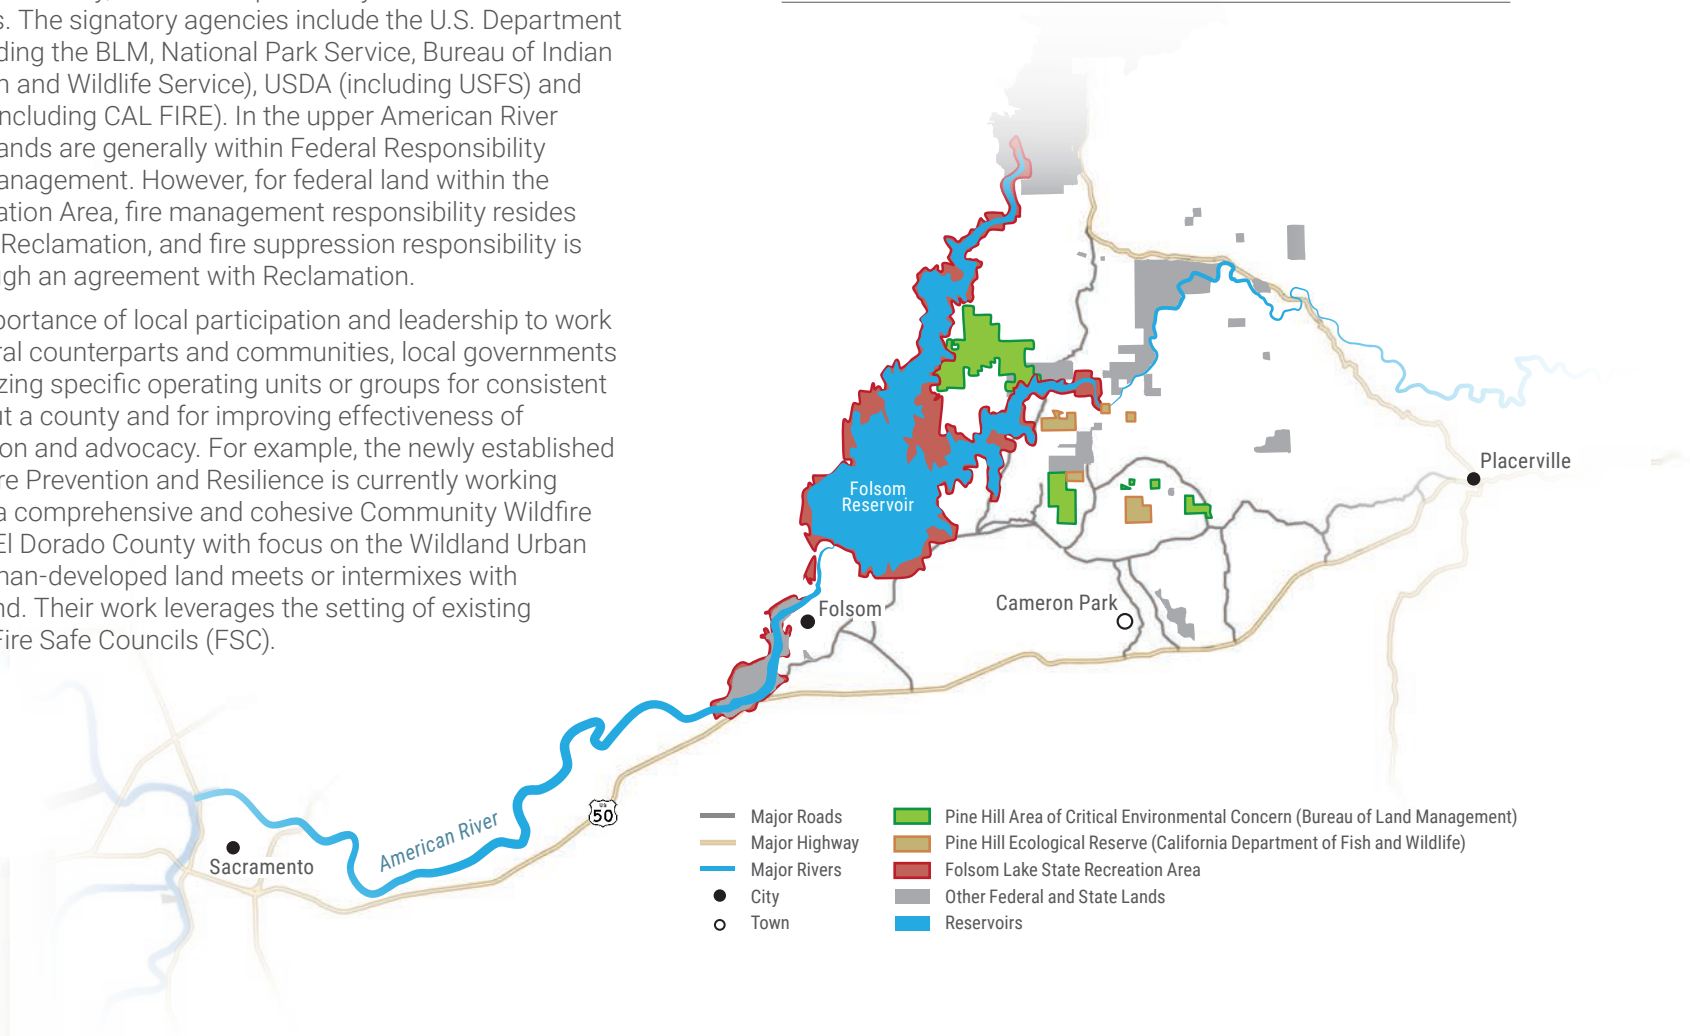 s. The signatory agencies include the U.S. Department
ding the BLM, National Park Service, Bureau of Indian
n and Wildlife Service), USDA (including USFS) and
ncluding CAL FIRE). In the upper American River
ands are generally within Federal Responsibility
anagement. However, for federal land within the
ation Area, fire management responsibility resides
Reclamation, and fire suppression responsibility is
gh an agreement with Reclamation.
portance of local participation and leadership to work
ral counterparts and communities, local governments
zing specific operating units or groups for consistent
ut a county and for improving effectiveness of
on and advocacy. For example, the newly established
re Prevention and Resilience is currently working
a comprehensive and cohesive Community Wildfire
El Dorado County with focus on the Wildland Urban
man-developed land meets or intermixes with
nd. Their work leverages the setting of existing
Fire Safe Councils (FSC).
Placerville
Folsom
Reservoir
Folsom
Cameron Park
US
50
American River
Sacramento
Major Roads
Major Highway
Major Rivers
City
Town
Pine Hill Area of Critical Environmental Concern (Bureau of Land Management)
Pine Hill Ecological Reserve (California Department of Fish and Wildlife)
Folsom Lake State Recreation Area
Other Federal and State Lands
Reservoirs